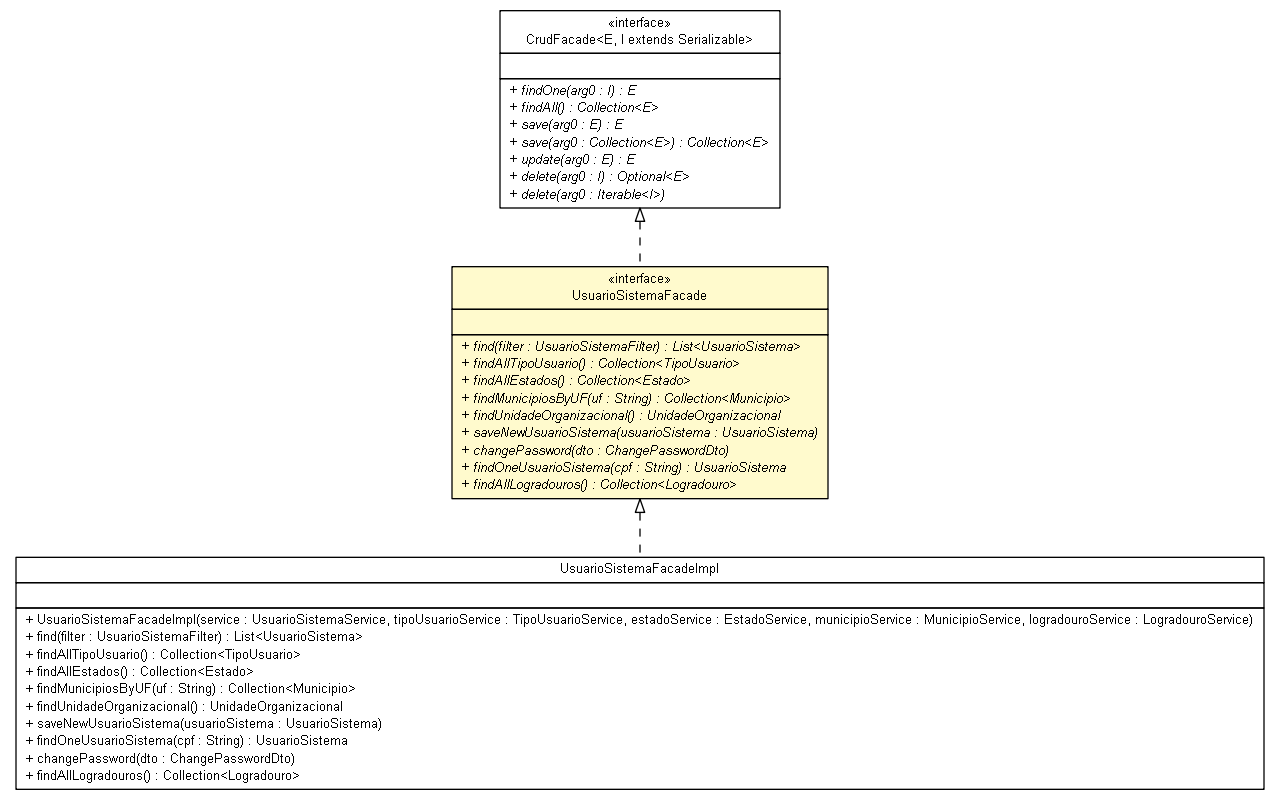 «interface»
CrudFacade<E, I extends Serializable>
+ findOne(arg0 : I) : E
+ findAll() : Collection<E>
+ save(arg0 : E) : E
+ save(arg0 : Collection<E>) : Collection<E>
+ update(arg0 : E) : E
+ delete(arg0 : I) : Optional<E>
+ delete(arg0 : Iterable<I>)
«interface»
UsuarioSistemaFacade
+ find(filter : UsuarioSistemaFilter) : List<UsuarioSistema>
+ findAllTipoUsuario() : Collection<TipoUsuario>
+ findAllEstados() : Collection<Estado>
+ findMunicipiosByUF(uf : String) : Collection<Municipio>
+ findUnidadeOrganizacional() : UnidadeOrganizacional
+ saveNewUsuarioSistema(usuarioSistema : UsuarioSistema)
+ changePassword(dto : ChangePasswordDto)
+ findOneUsuarioSistema(cpf : String) : UsuarioSistema
+ findAllLogradouros() : Collection<Logradouro>
UsuarioSistemaFacadeImpl
+ UsuarioSistemaFacadeImpl(service : UsuarioSistemaService, tipoUsuarioService : TipoUsuarioService, estadoService : EstadoService, municipioService : MunicipioService, logradouroService : LogradouroService)
+ find(filter : UsuarioSistemaFilter) : List<UsuarioSistema>
+ findAllTipoUsuario() : Collection<TipoUsuario>
+ findAllEstados() : Collection<Estado>
+ findMunicipiosByUF(uf : String) : Collection<Municipio>
+ findUnidadeOrganizacional() : UnidadeOrganizacional
+ saveNewUsuarioSistema(usuarioSistema : UsuarioSistema)
+ findOneUsuarioSistema(cpf : String) : UsuarioSistema
+ changePassword(dto : ChangePasswordDto)
+ findAllLogradouros() : Collection<Logradouro>